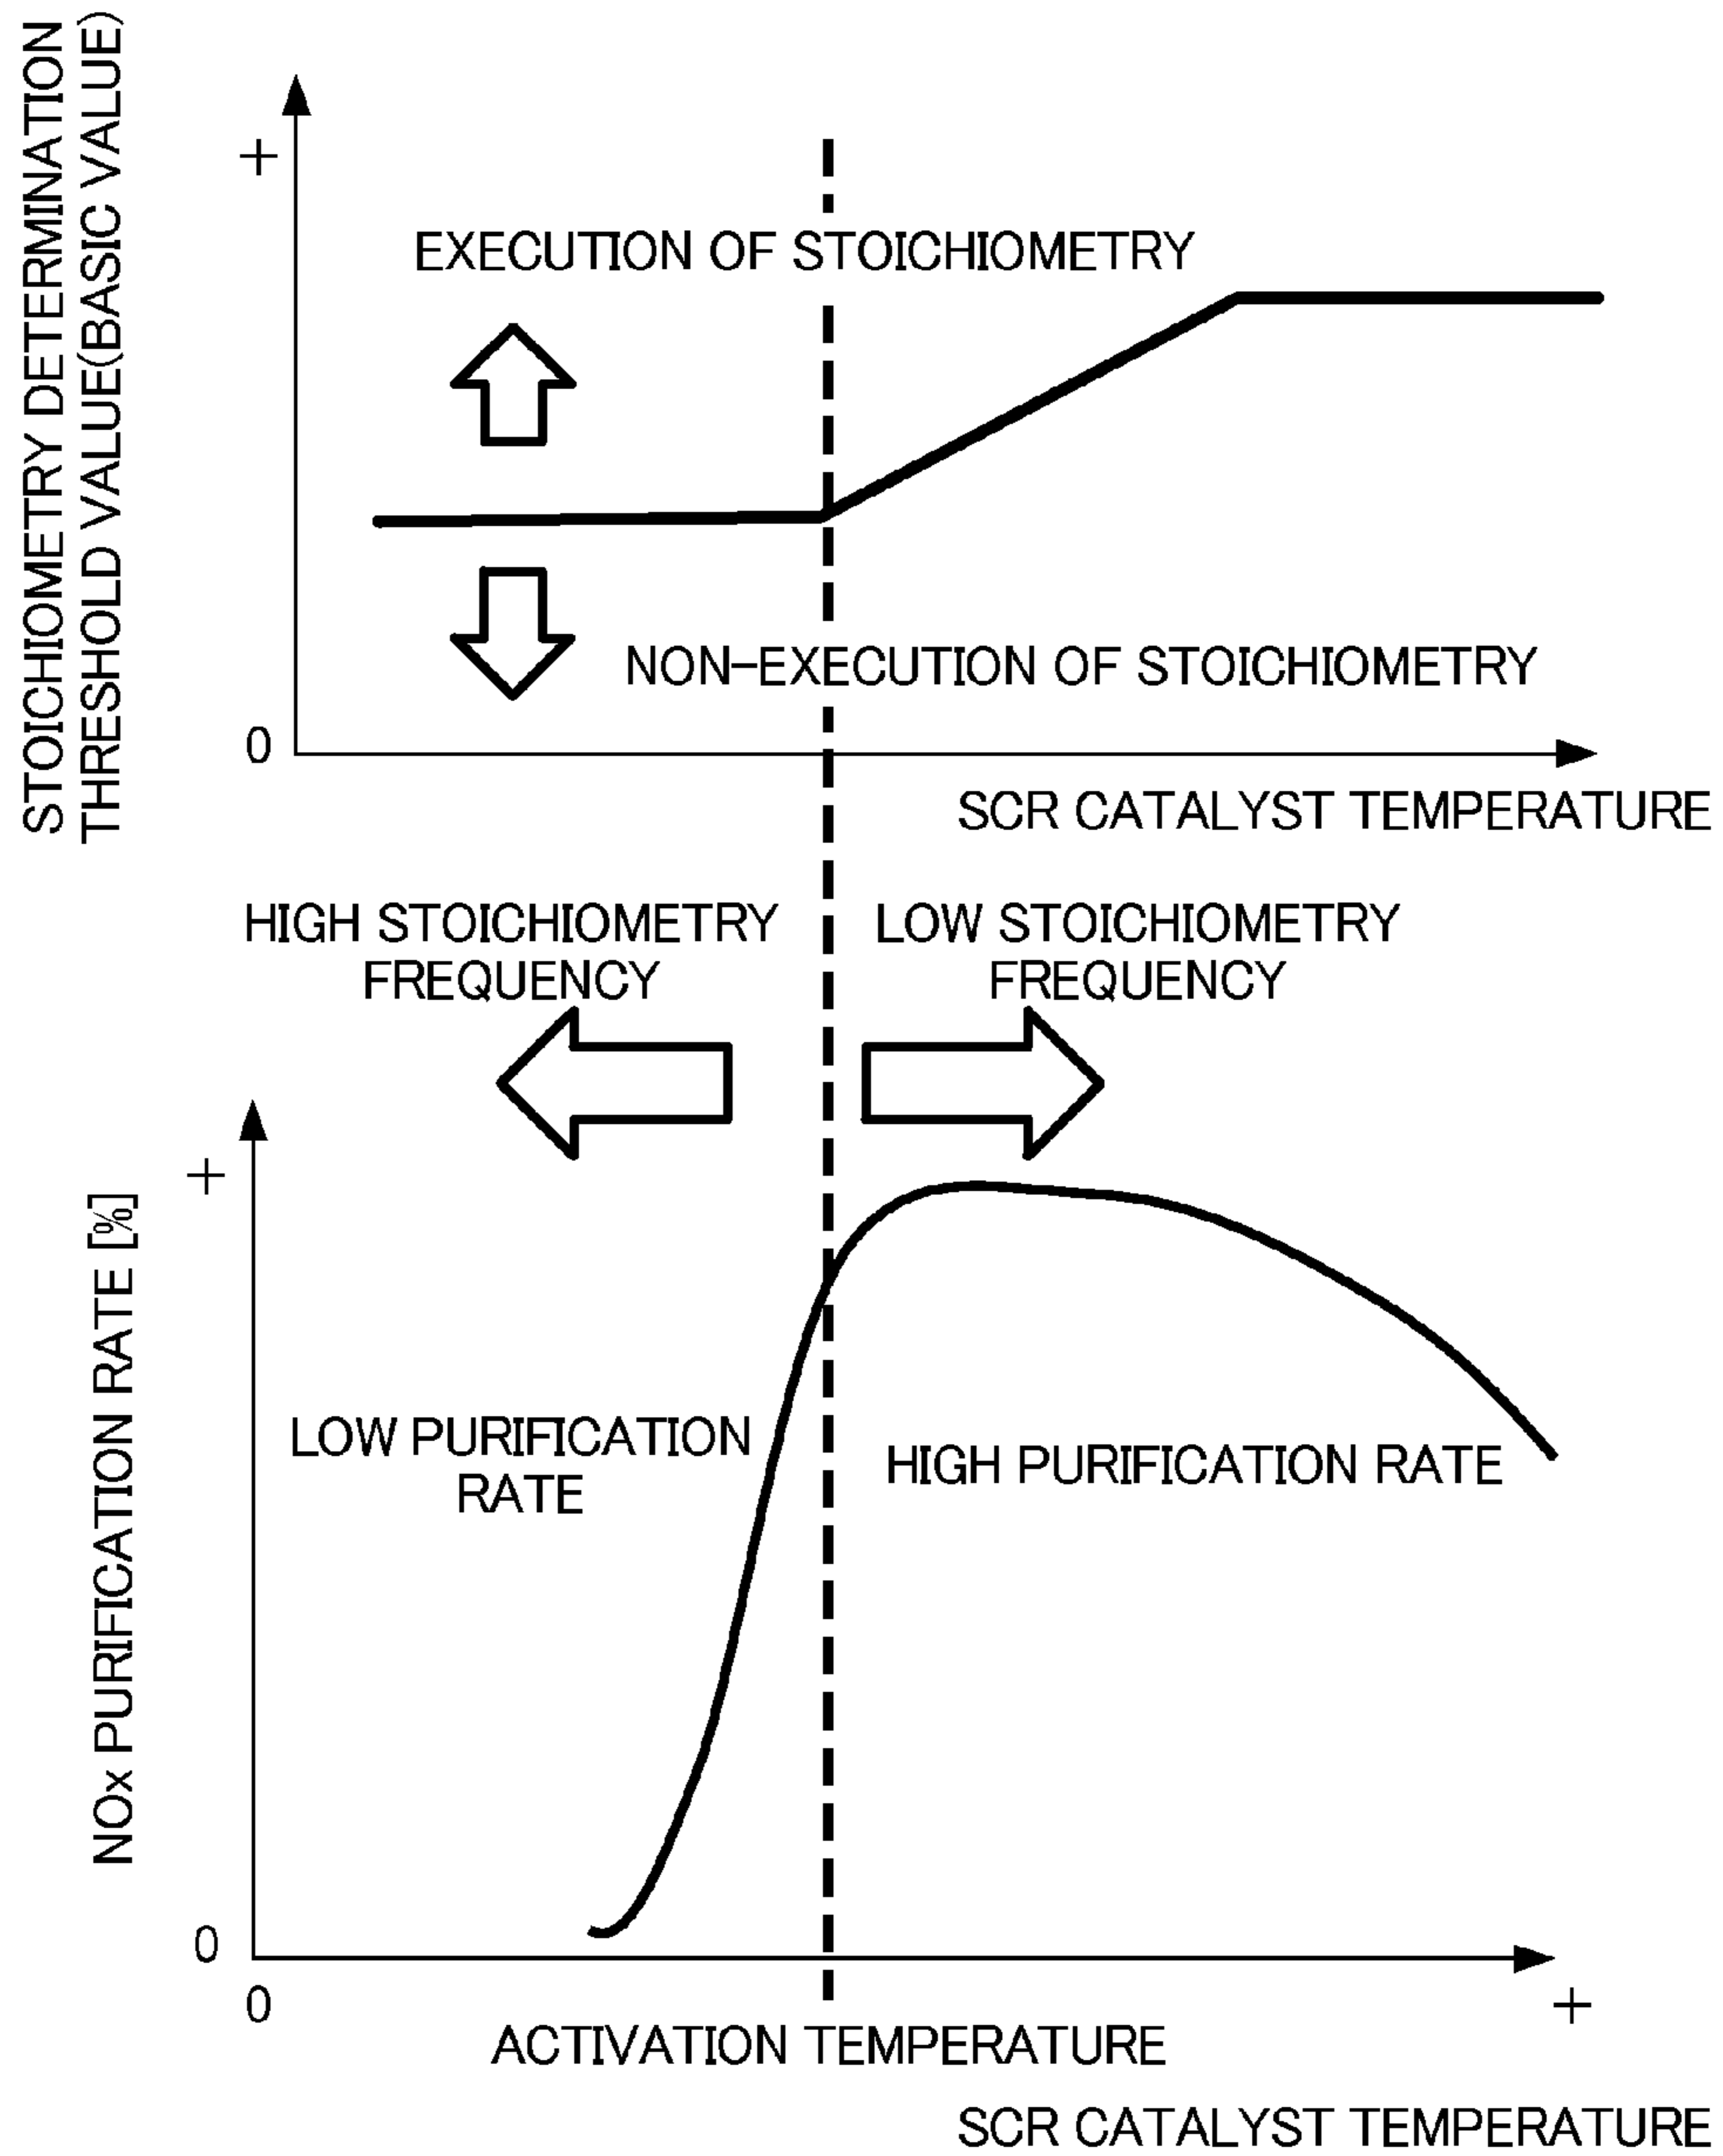 STOICHIOMETRY DETERMINATION
THRESHOLD VALUE(BASIC VALUE)
+
EXECUTION OF STOICHIOMETRY
NON-EXECUTION OF STOICHIOMETRY
0
SCR CATALYST TEMPERATURE
HIGH STOICHIOMETRY
FREQUENCY
LOW STOICHIOMETRY
FREQUENCY
NOx PURIFICATION RATE [%]
+
LOW PURIFICATION
RATE
HIGH PURIFICATION RATE
0
0
+
ACTIVATION TEMPERATURE
SCR CATALYST TEMPERATURE